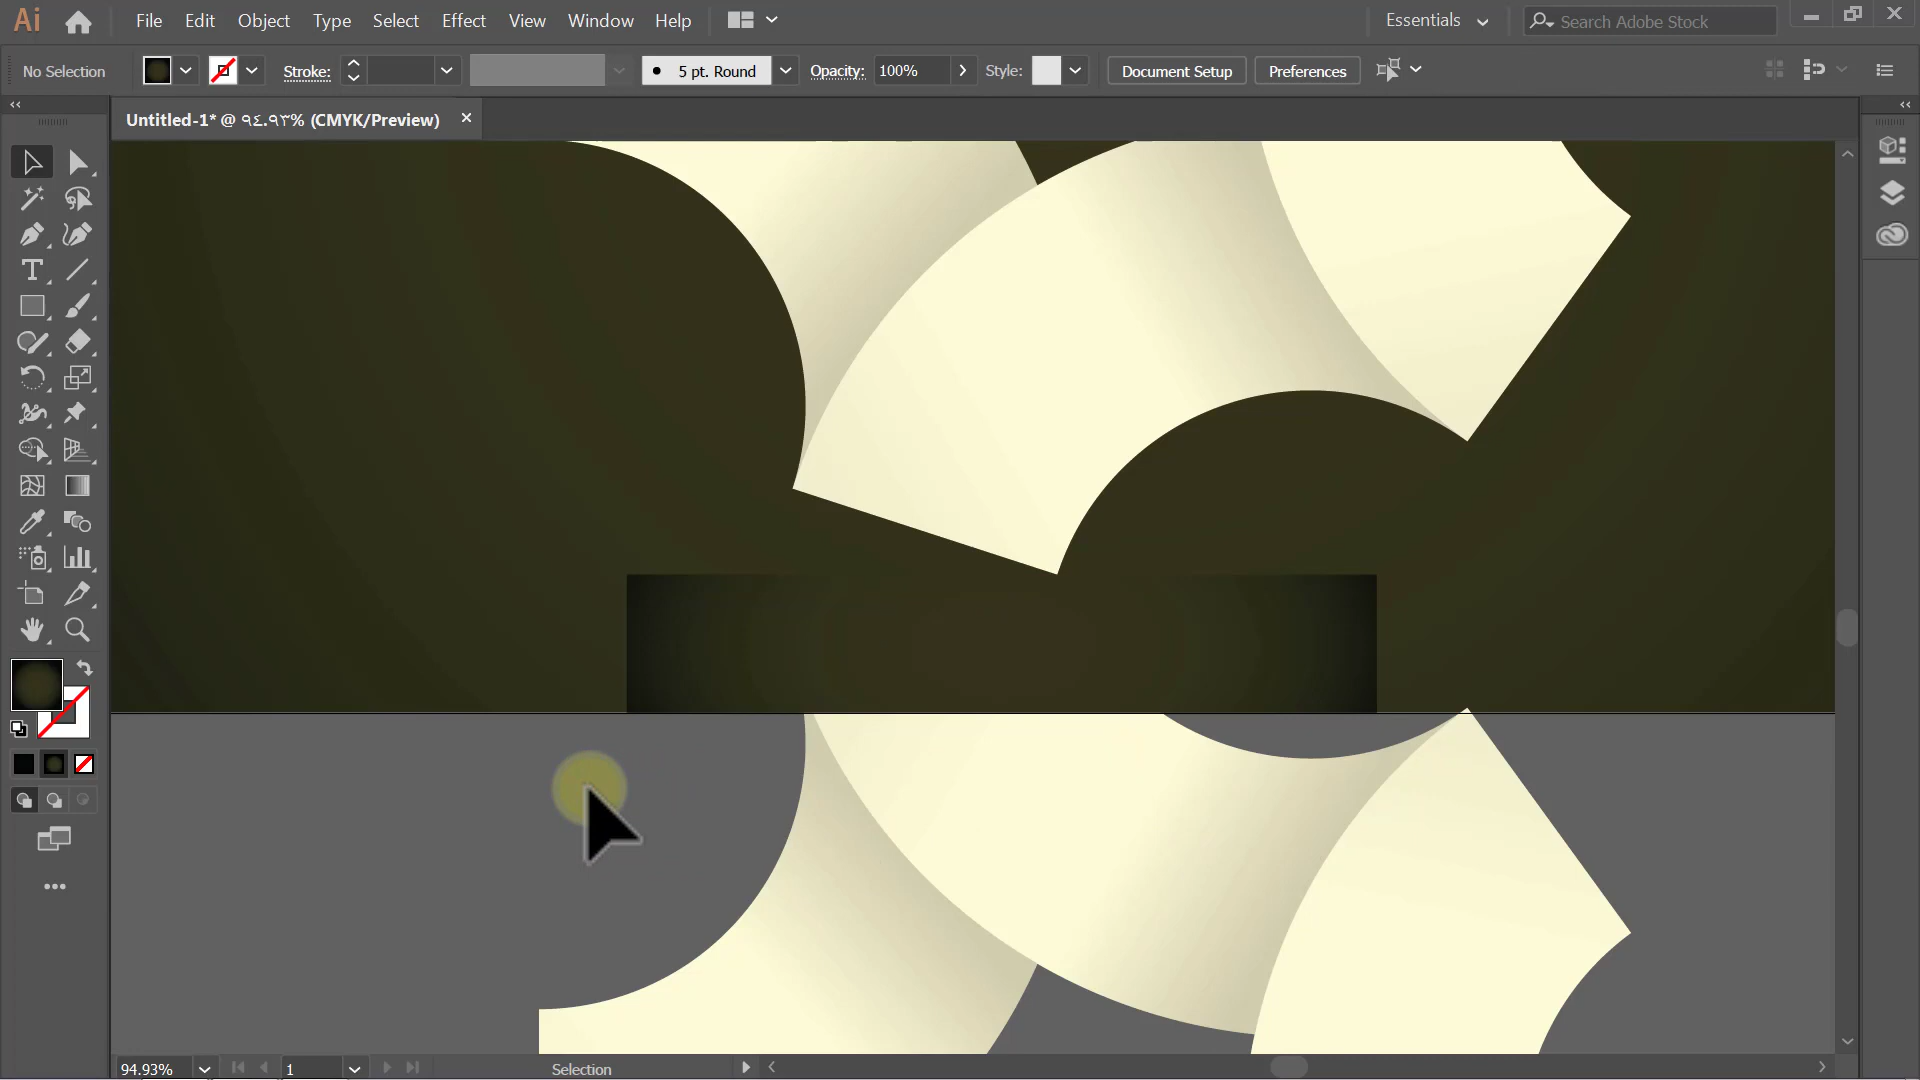 Ai File Edit Object Type Select Effect View Window Help Essentials Search Adobe Stock
No Selection Stroke: 5 pt. Round Opacity: 100% Style: Document Setup Preferences
Untitled-1* @ ٩٤.٩٣% (CMYK/Preview)
94.93% 1 Selection